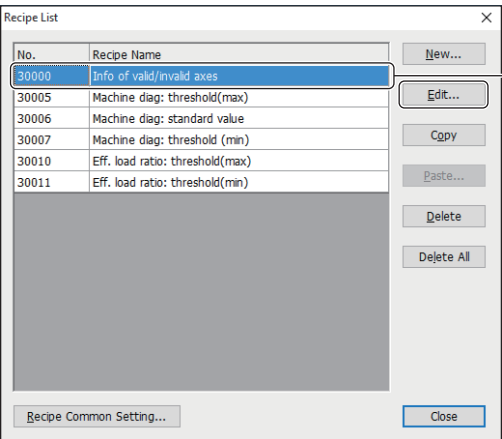 Recipe List
No. Recipe Name
30000 Info of valid/invalid axes
30005 Machine diag: threshold(max)
30006 Machine diag: standard value
30007 Machine diag: threshold (min)
30010 Eff. load ratio: threshold(max)
30011 Eff. load ratio: threshold(min)
New...
Edit...
Copy
Paste...
Delete
Delete All
Recipe Common Setting...
Close